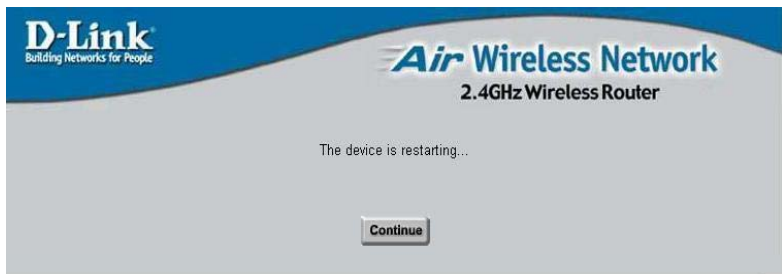 D-Link
Building Networks for People
Air Wireless Network
2.4GHz Wireless Router
The device is restarting...
Continue